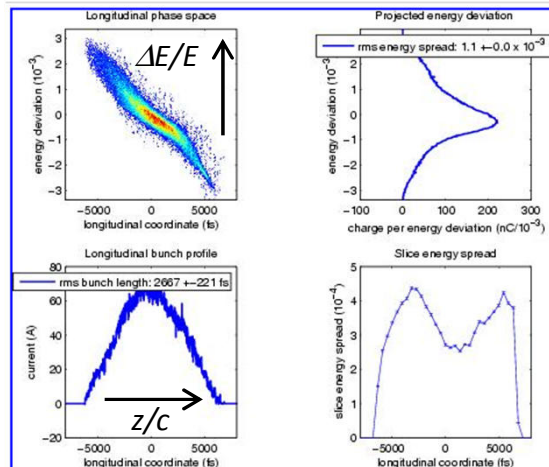 Longitudinal phase space
energy deviation (10⁻³)
3
2
1
0
−1
−2
−3
ΔE/E
−5000 0 5000
longitudinal coordinate (fs)
Projected energy deviation
rms energy spread: 1.1 +−0.0 x 10⁻³
energy deviation (10⁻³)
3
2
1
0
−1
−2
−3
−100 0 100 200 300
charge per energy deviation (nC/10⁻³)
Longitudinal bunch profile
rms bunch length: 2667 +−221 fs
current (A)
80
60
40
20
0
−20
z/c
−5000 0 5000
longitudinal coordinate (fs)
Slice energy spread
slice energy spread (10⁻⁴)
5
4
3
2
1
0
−5000 0 5000
longitudinal coordinate (fs)